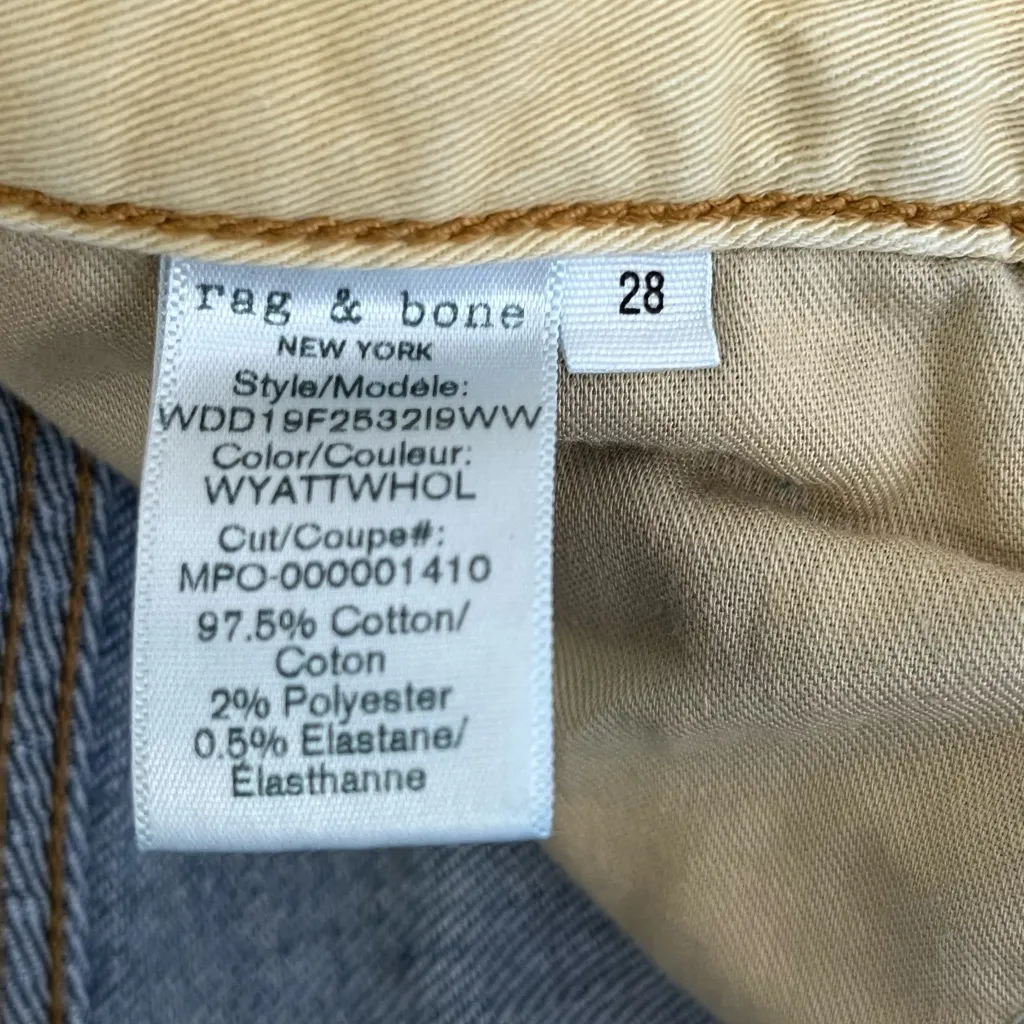 rag & bone
NEW YORK
Style/Modéle:
WDD19F2532I9WW
Color/Couleur:
WYATTWHOL
Cut/Coupe#:
MPO-000001410
97.5% Cotton/
Coton
2% Polyester
0.5% Elastane/
Élasthanne
28